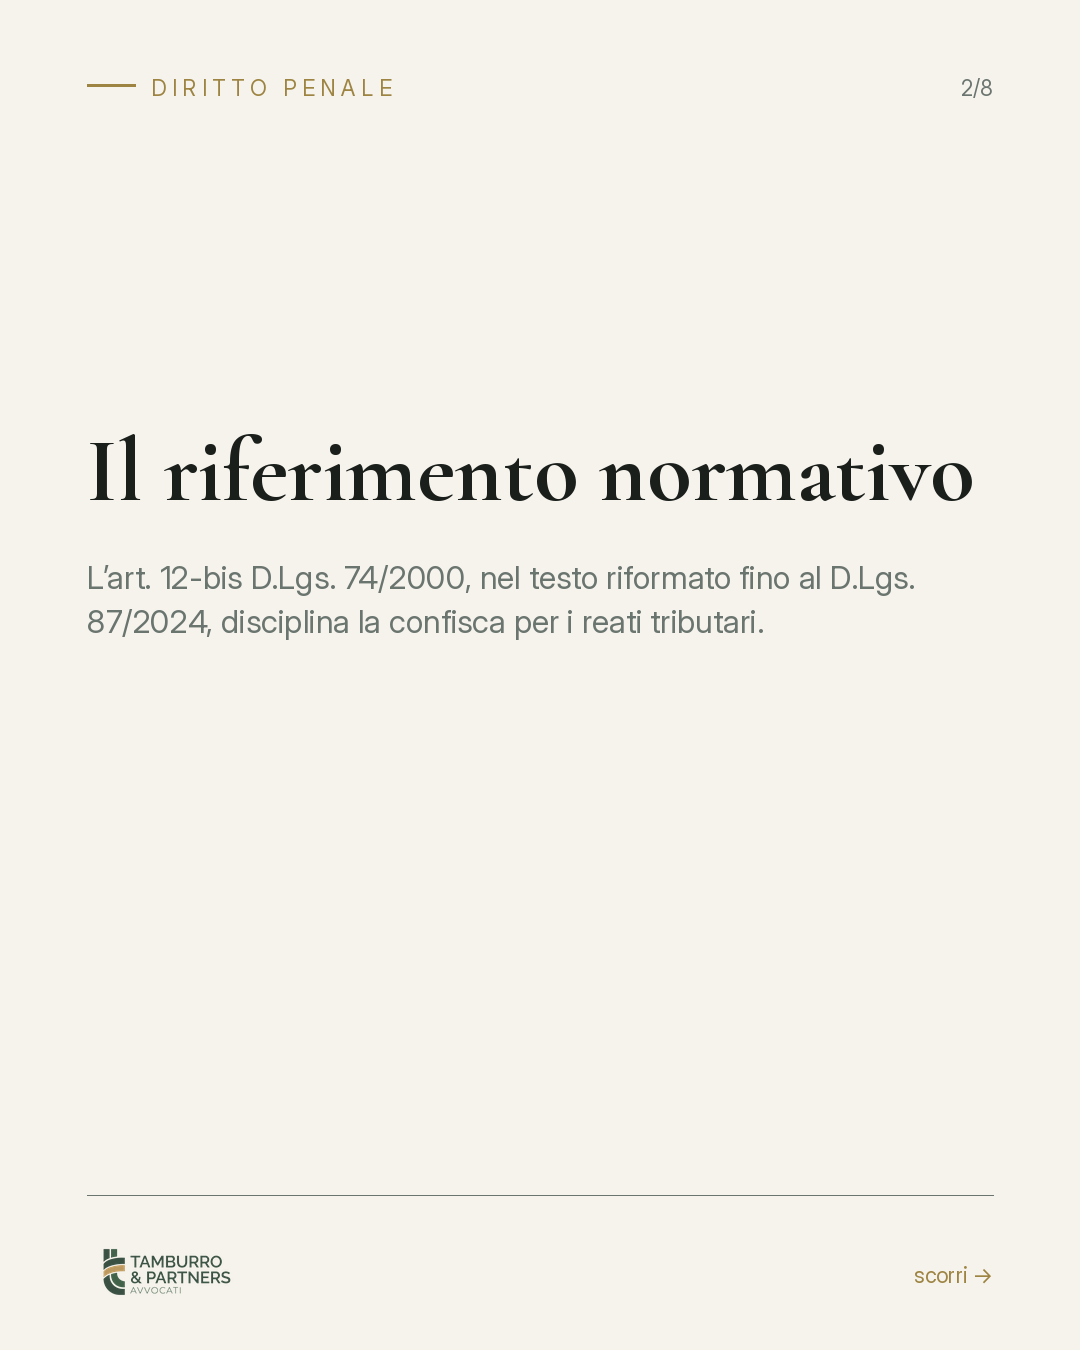 DIRITTO PENALE
2/8
Il riferimento normativo
L’art. 12-bis D.Lgs. 74/2000, nel testo riformato fino al D.Lgs.
87/2024, disciplina la confisca per i reati tributari.
TAMBURRO
& PARTNERS
AVVOCATI
scorri →